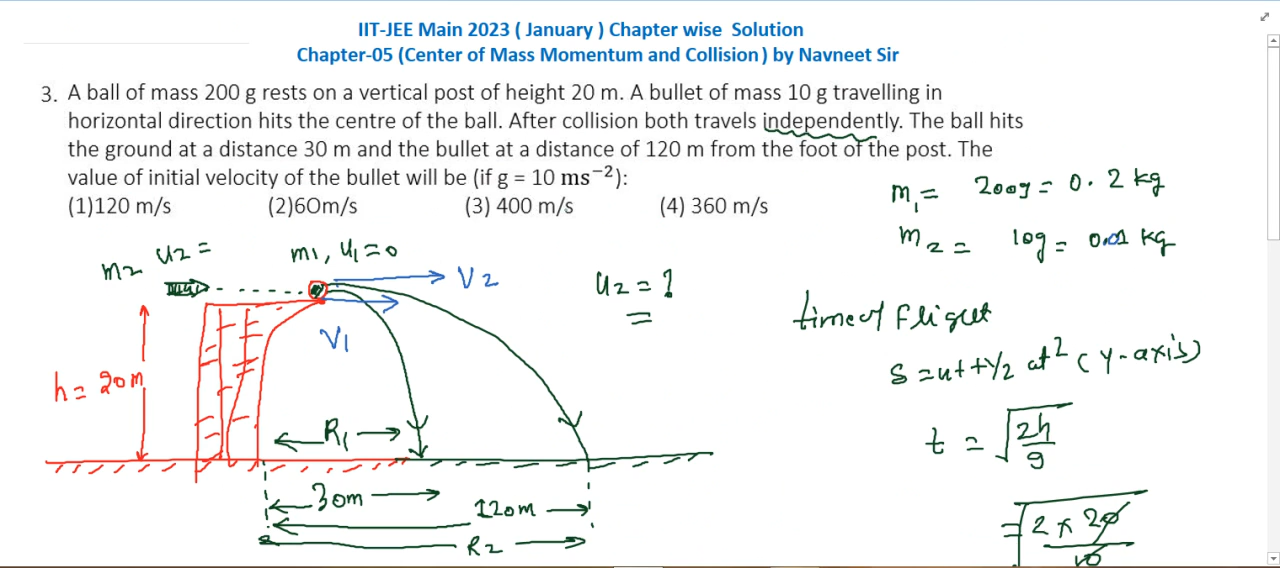 IIT-JEE Main 2023 ( January ) Chapter wise Solution
Chapter-05 (Center of Mass Momentum and Collision) by Navneet Sir
3. A ball of mass 200 g rests on a vertical post of height 20 m. A bullet of mass 10 g travelling in
horizontal direction hits the centre of the ball. After collision both travels independently. The ball hits
the ground at a distance 30 m and the bullet at a distance of 120 m from the foot of the post. The
value of initial velocity of the bullet will be (if g = 10 ms⁻²):
(1)120 m/s (2)60m/s (3) 400 m/s (4) 360 m/s
m₁ = 200g = 0.2 kg
m₂ = 10g = 0.01 kg
m₂ u₂ =
m₁, u₁ = 0
V₂
u₂ = ?
V₁
h = 20m
R₁
30m
120m
R₂
time of flight
s = ut + 1/2 at² (y-axis)
t = √2h/g
= √2 × 20/10